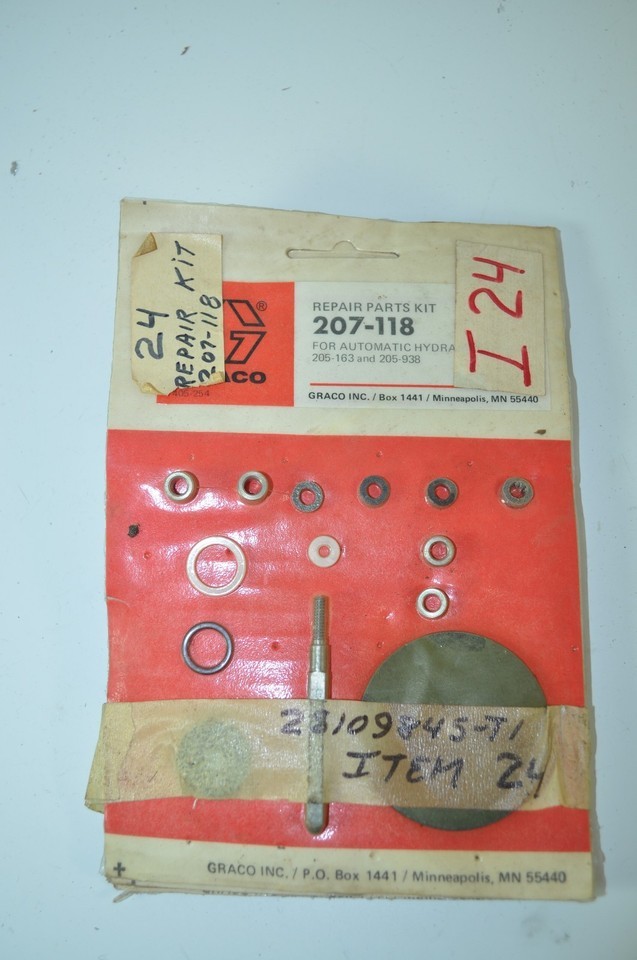 24
REPAIR KIT
207-118
I 24
®
ACO
REPAIR PARTS KIT
207-118
FOR AUTOMATIC HYDRA
205-163 and 205-938
GRACO INC. / Box 1441 / Minneapolis, MN 55440
28109845-T1
ITEM 24
GRACO INC. / P.O. Box 1441 / Minneapolis, MN 55440